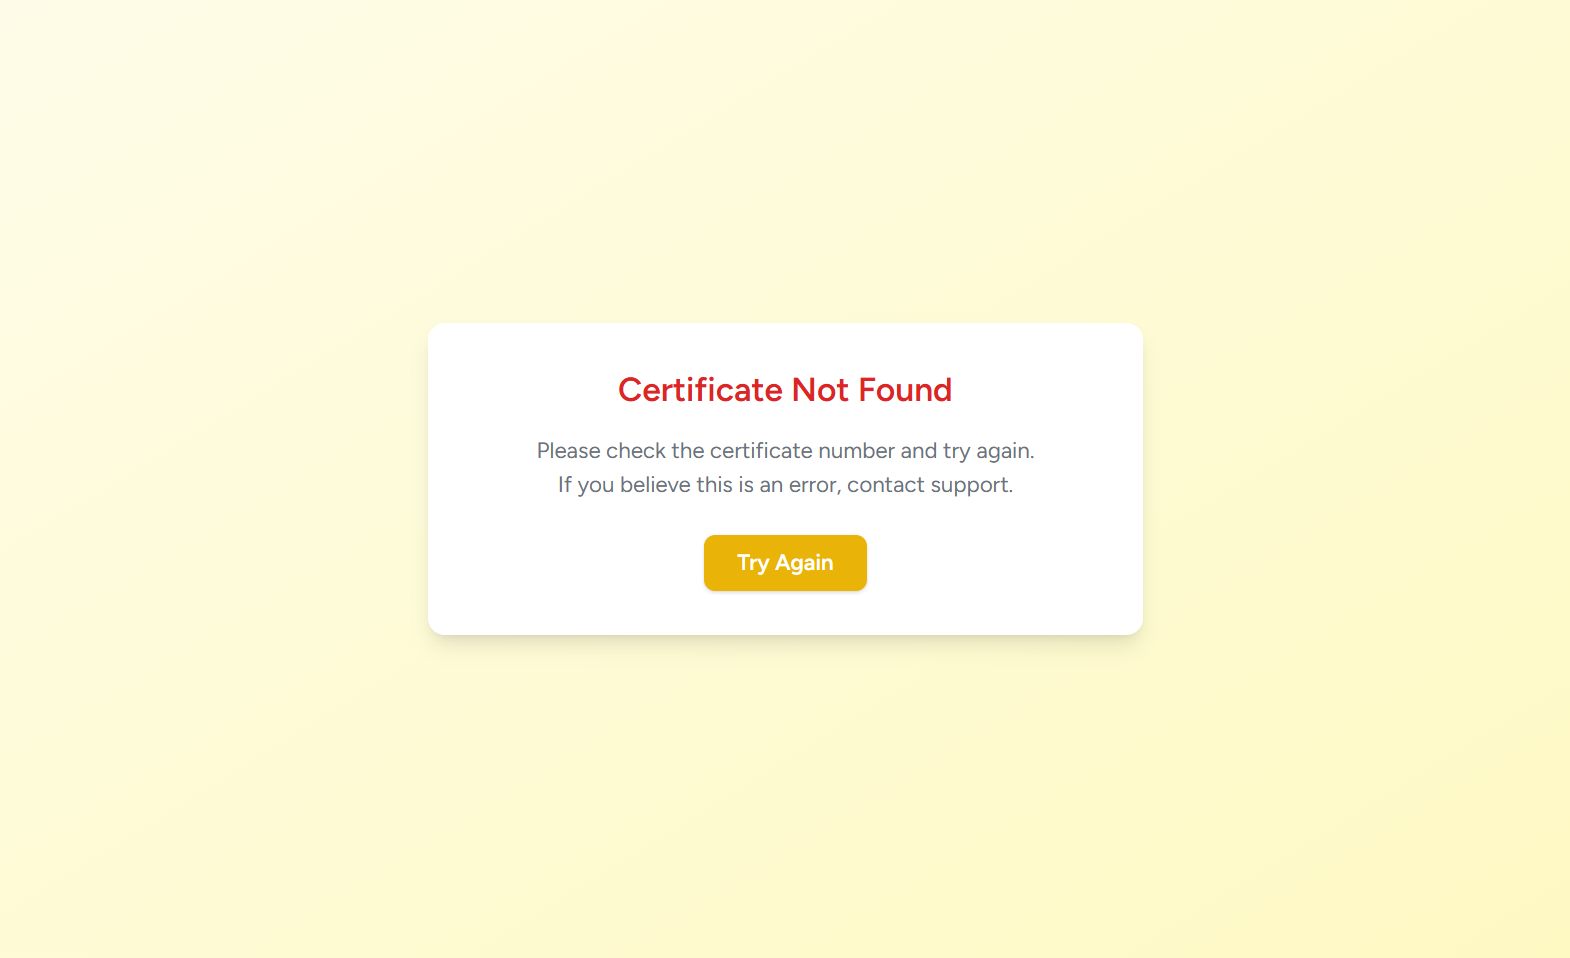 Certificate Not Found
Please check the certificate number and try again.
If you believe this is an error, contact support.
Try Again